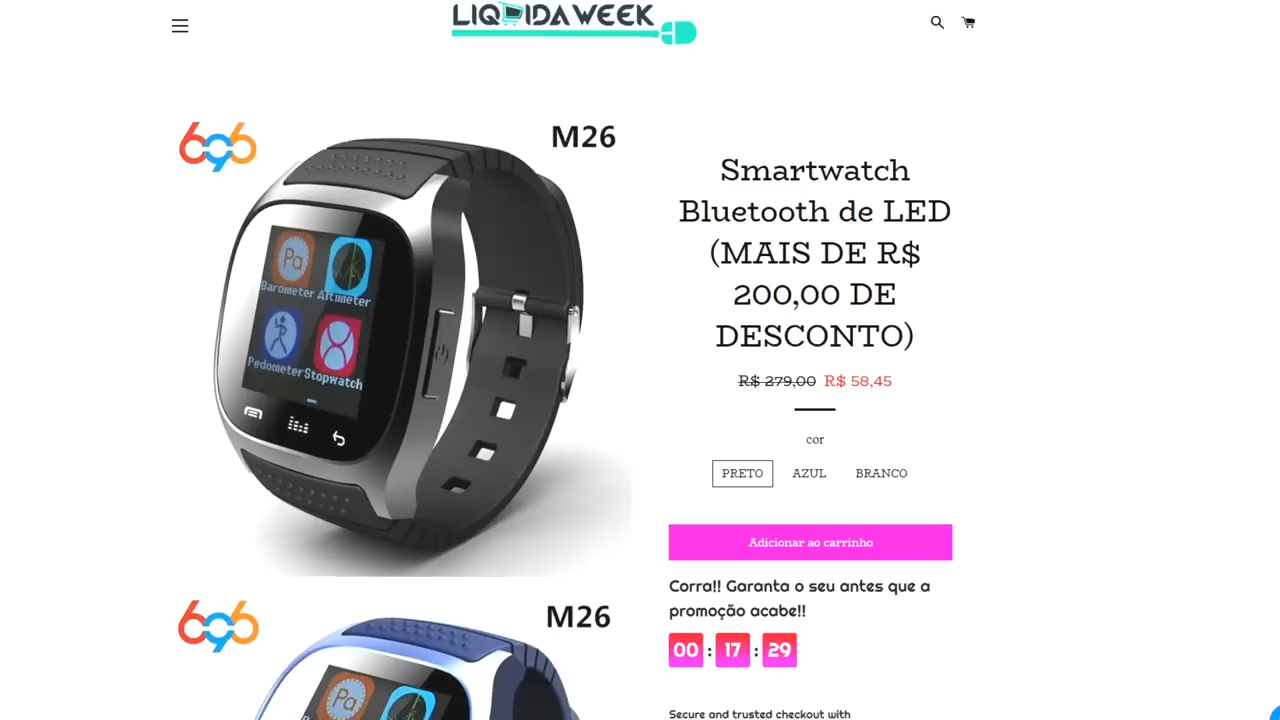 LIQUIDAWEEK
696
M26
Barometer Altimeter
Pedometer Stopwatch
Pa
Smartwatch
Bluetooth de LED
(MAIS DE R$
200,00 DE
DESCONTO)
R$ 279,00 R$ 58,45
cor
PRETO AZUL BRANCO
Adicionar ao carrinho
Corra!! Garanta o seu antes que a
promoção acabe!!
00 : 17 : 29
Secure and trusted checkout with
696
M26
Pa